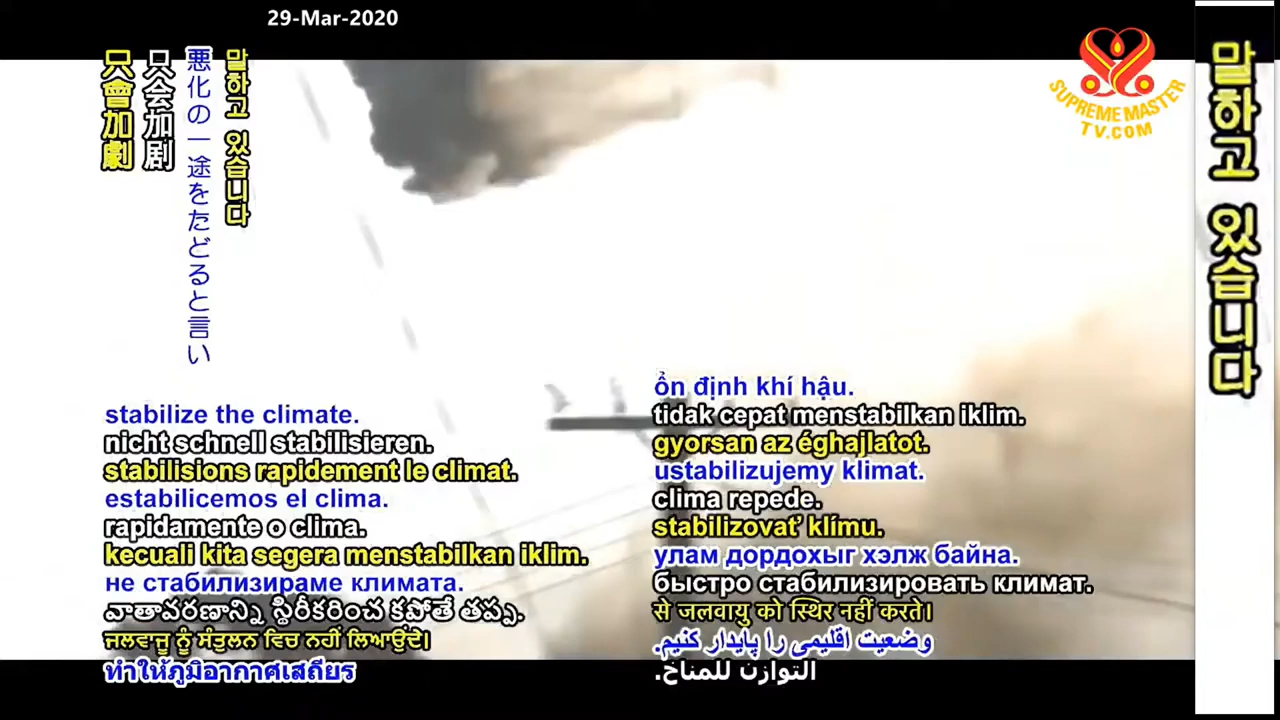 29-Mar-2020
SUPREME MASTER
TV.COM
말하고 있습니다
말하고 있습니다
悪化の一途をたどると言い
只会加剧
只會加劇
stabilize the climate.
nicht schnell stabilisieren.
stabilisions rapidement le climat.
estabilicemos el clima.
rapidamente o clima.
kecuali kita segera menstabilkan iklim.
не стабилизираме климата.
వాతావరణాన్ని స్థిరీకరించ కపోతే తప్ప.
ਜਲਵਾਯੂ ਨੂੰ ਸੰਤੁਲਨ ਵਿਚ ਨਹੀਂ ਲਿਆਉਂਦੇ।
ทำให้ภูมิอากาศเสถียร
ổn định khí hậu.
tidak cepat menstabilkan iklim.
gyorsan az éghajlatot.
ustabilizujemy klimat.
clima repede.
stabilizovať klímu.
улам дордохыг хэлж байна.
быстро стабилизировать климат.
से जलवायु को स्थिर नहीं करते।
وضعیت اقلیمی را پایدار کنیم.
التوازن للمناخ.